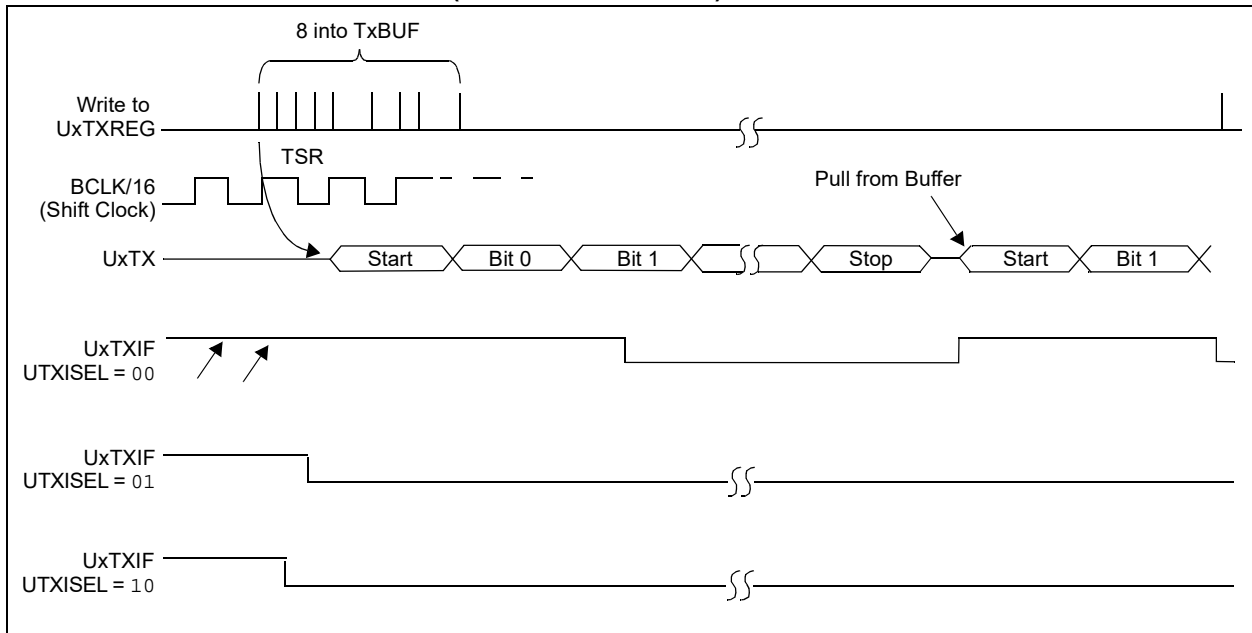 8 into TxBUF
Write to
UxTXREG
TSR
BCLK/16
(Shift Clock)
Pull from Buffer
UxTX
Start
Bit 0
Bit 1
Stop
Start
Bit 1
UxTXIF
UTXISEL = 00
UxTXIF
UTXISEL = 01
UxTXIF
UTXISEL = 10